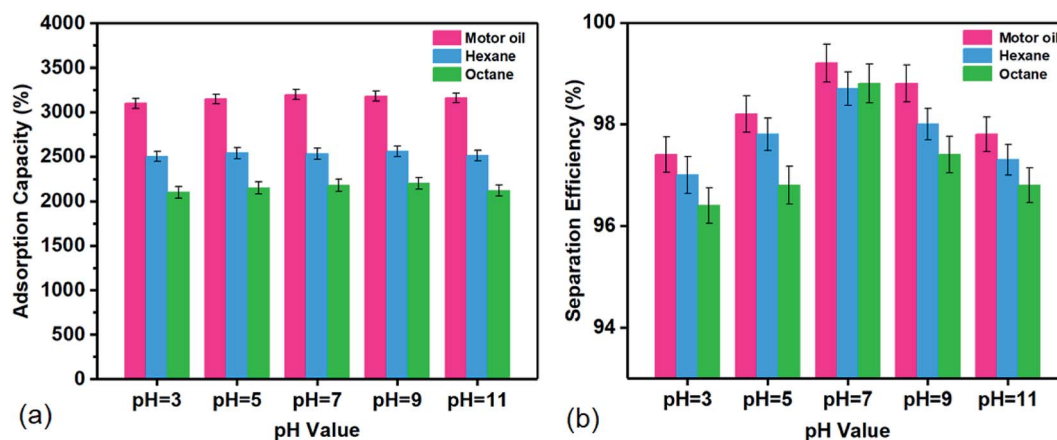 4000
3500
3000
2500
2000
1500
1000
500
0
Adsorption Capacity (%)
Motor oil
Hexane
Octane
pH=3 pH=5 pH=7 pH=9 pH=11
pH Value
(a)
100
98
96
94
Separation Efficiency (%)
Motor oil
Hexane
Octane
pH=3 pH=5 pH=7 pH=9 pH=11
pH Value
(b)